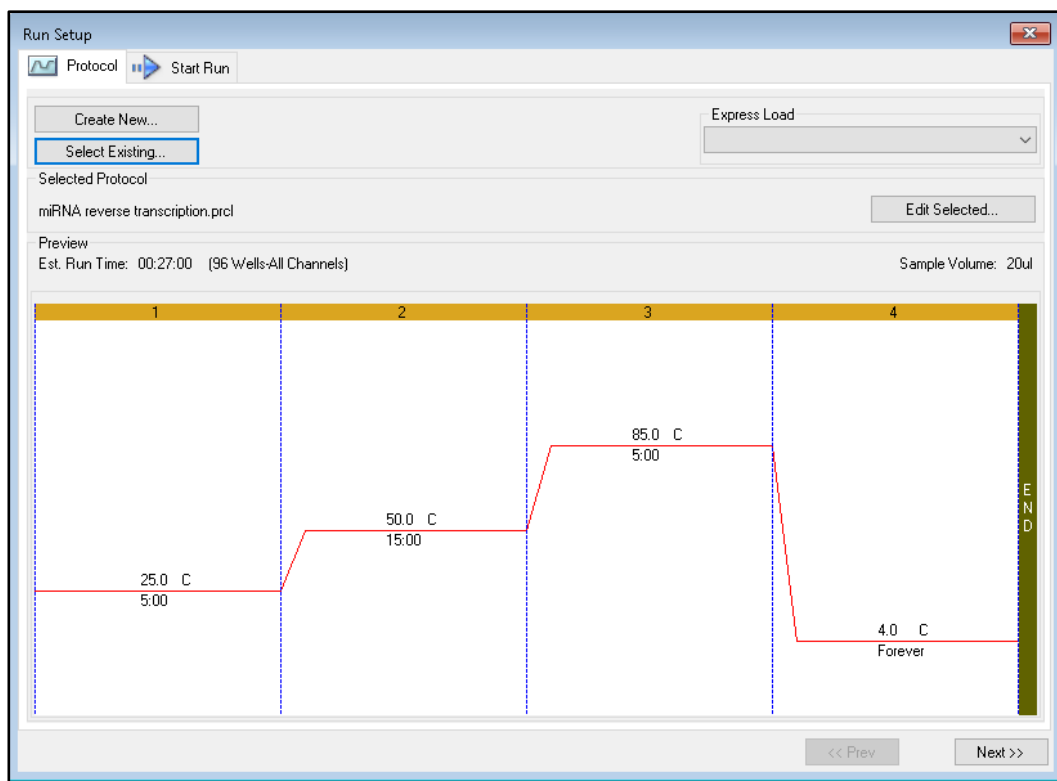 Run Setup
Protocol
Start Run
Create New...
Express Load
Select Existing...
Selected Protocol
miRNA reverse transcription.prcl
Edit Selected...
Preview
Est. Run Time: 00:27:00 (96 Wells-All Channels)
Sample Volume: 20ul
1 2 3 4
85.0 C
5:00
50.0 C
15:00
25.0 C
5:00
4.0 C
Forever
END
<< Prev
Next >>